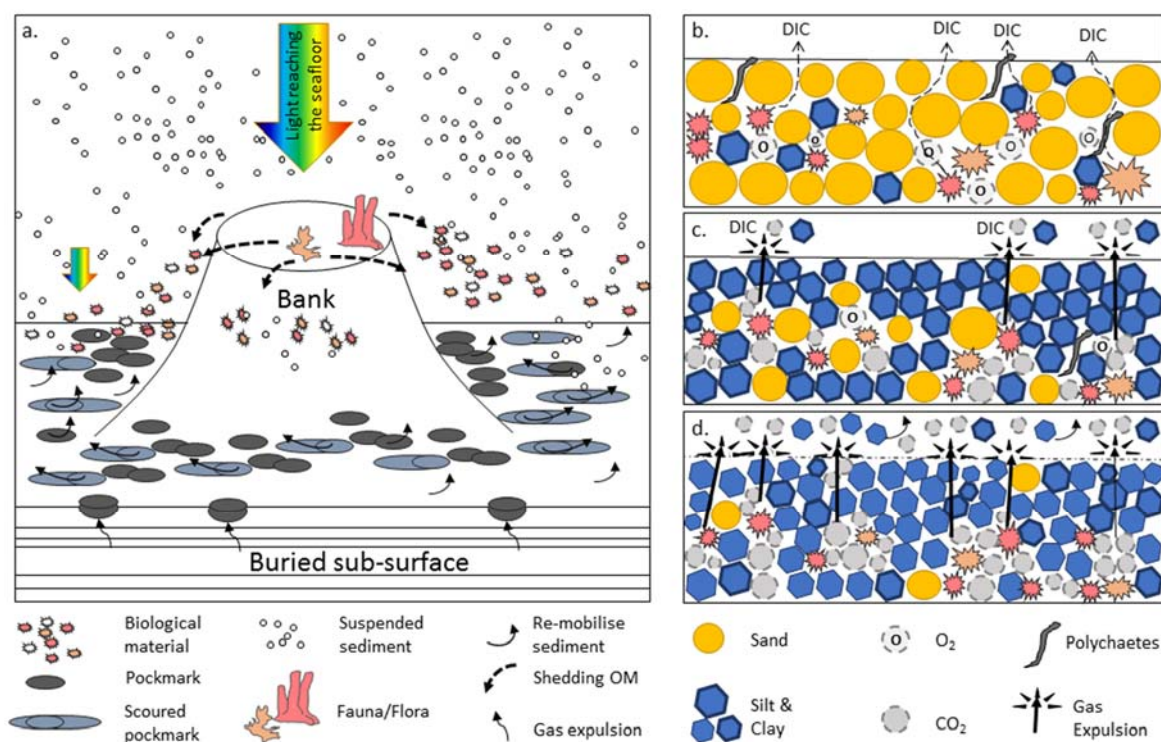 a.
Light reaching
the seafloor
Bank
Buried sub-surface
b.
DIC
DIC
DIC
DIC
O
O
O
O
O
O
c.
DIC
DIC
O
O
d.
Biological
material
Suspended
sediment
Re-mobilise
sediment
Pockmark
Shedding OM
Scoured
pockmark
Fauna/Flora
Gas expulsion
Sand
O
O₂
Polychaetes
Silt &
Clay
CO₂
Gas
Expulsion